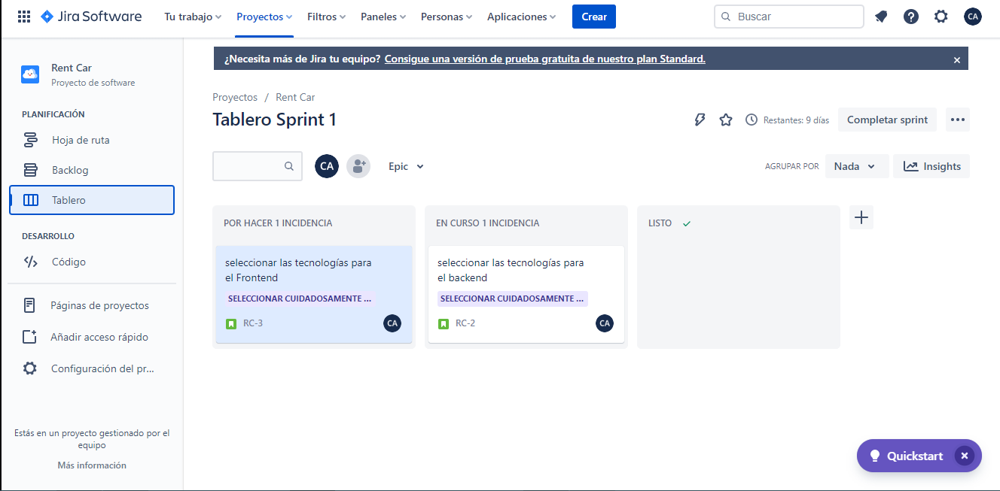 Jira Software
Tu trabajo
Proyectos
Filtros
Paneles
Personas
Aplicaciones
Crear
Buscar
CA
Rent Car
Proyecto de software
PLANIFICACIÓN
Hoja de ruta
Backlog
Tablero
DESARROLLO
Código
Páginas de proyectos
Añadir acceso rápido
Configuración del pr...
Estás en un proyecto gestionado por el
equipo
Más información
¿Necesita más de Jira tu equipo? Consigue una versión de prueba gratuita de nuestro plan Standard.
Proyectos / Rent Car
Tablero Sprint 1
Restantes: 9 días
Completar sprint
CA
Epic
AGRUPAR POR
Nada
Insights
POR HACER 1 INCIDENCIA
seleccionar las tecnologías para
el Frontend
SELECCIONAR CUIDADOSAMENTE ...
RC-3
CA
EN CURSO 1 INCIDENCIA
seleccionar las tecnologías para
el backend
SELECCIONAR CUIDADOSAMENTE ...
RC-2
CA
LISTO
Quickstart